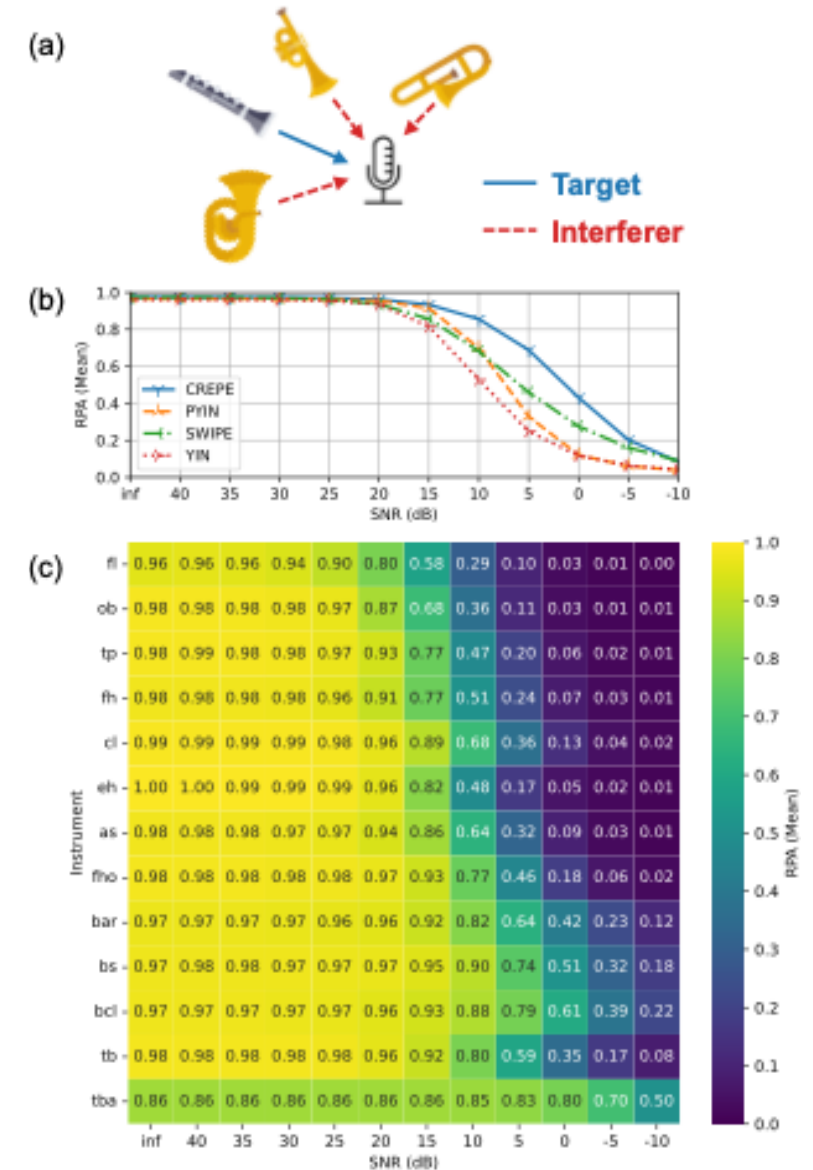 (a)
Target
Interferer
(b)
RPA (Mean)
1.0
0.8
0.6
0.4
0.2
0.0
CREPE
PYIN
SWIPE
YIN
inf 40 35 30 25 20 15 10 5 0 -5 -10
SNR (dB)
(c)
Instrument
fl 0.96 0.96 0.96 0.94 0.90 0.80 0.58 0.29 0.10 0.03 0.01 0.00
ob 0.98 0.98 0.98 0.98 0.97 0.87 0.68 0.36 0.11 0.03 0.01 0.01
tp 0.98 0.99 0.98 0.98 0.97 0.93 0.77 0.47 0.20 0.06 0.02 0.01
fh 0.98 0.98 0.98 0.98 0.96 0.91 0.77 0.51 0.24 0.07 0.03 0.01
cl 0.99 0.99 0.99 0.99 0.98 0.96 0.89 0.68 0.36 0.13 0.04 0.02
eh 1.00 1.00 0.99 0.99 0.99 0.96 0.82 0.48 0.17 0.05 0.02 0.01
as 0.98 0.98 0.98 0.97 0.97 0.94 0.86 0.64 0.32 0.09 0.03 0.01
fho 0.98 0.98 0.98 0.98 0.98 0.97 0.93 0.77 0.46 0.18 0.06 0.02
bar 0.97 0.97 0.97 0.97 0.96 0.96 0.92 0.82 0.64 0.42 0.23 0.12
bs 0.97 0.98 0.98 0.97 0.97 0.97 0.95 0.90 0.74 0.51 0.32 0.18
bcl 0.97 0.97 0.97 0.97 0.97 0.96 0.93 0.88 0.79 0.61 0.39 0.22
tb 0.98 0.98 0.98 0.98 0.98 0.96 0.92 0.80 0.59 0.35 0.17 0.08
tba 0.86 0.86 0.86 0.86 0.86 0.86 0.86 0.85 0.83 0.80 0.70 0.50
inf 40 35 30 25 20 15 10 5 0 -5 -10
SNR (dB)
1.0
0.9
0.8
0.7
0.6
0.5
0.4
0.3
0.2
0.1
0.0
RPA (Mean)